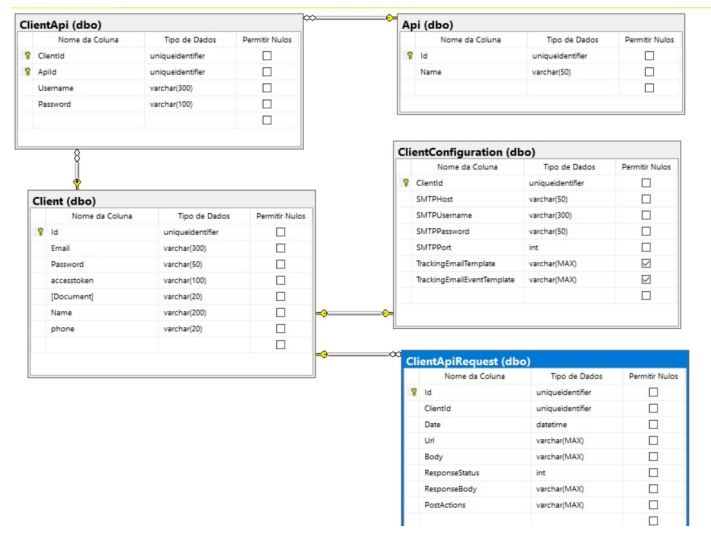 ClientApi (dbo)
Nome da Coluna Tipo de Dados Permitir Nulos
ClientId uniqueidentifier
ApiId uniqueidentifier
Username varchar(300)
Password varchar(100)
Api (dbo)
Nome da Coluna Tipo de Dados Permitir Nulos
Id uniqueidentifier
Name varchar(50)
ClientConfiguration (dbo)
Nome da Coluna Tipo de Dados Permitir Nulos
ClientId uniqueidentifier
SMTPHost varchar(50)
SMTPUsername varchar(300)
SMTPPassword varchar(50)
SMTPPort int
TrackingEmailTemplate varchar(MAX)
TrackingEmailEventTemplate varchar(MAX)
Client (dbo)
Nome da Coluna Tipo de Dados Permitir Nulos
Id uniqueidentifier
Email varchar(300)
Password varchar(50)
accesstoken varchar(100)
[Document] varchar(20)
Name varchar(200)
phone varchar(20)
ClientApiRequest (dbo)
Nome da Coluna Tipo de Dados Permitir Nulos
Id uniqueidentifier
ClientId uniqueidentifier
Date datetime
Url varchar(MAX)
Body varchar(MAX)
ResponseStatus int
ResponseBody varchar(MAX)
PostActions varchar(MAX)